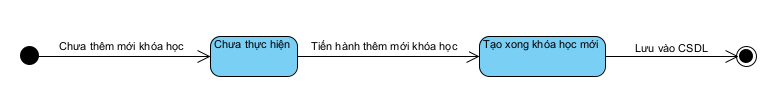 Chưa thêm mới khóa học
Chưa thực hiện
Tiến hành thêm mới khóa học
Tạo xong khóa học mới
Lưu vào CSDL